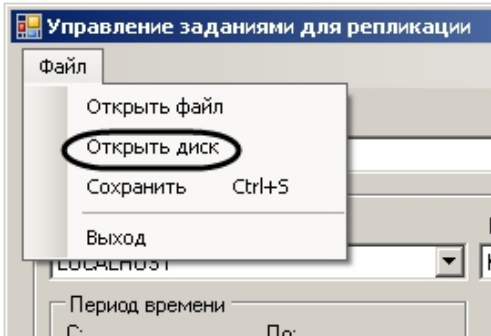 Управление заданиями для репликации
Файл
Открыть файл
Открыть диск
Сохранить Ctrl+S
Выход
LOCALHOST
Период времени
С: По: